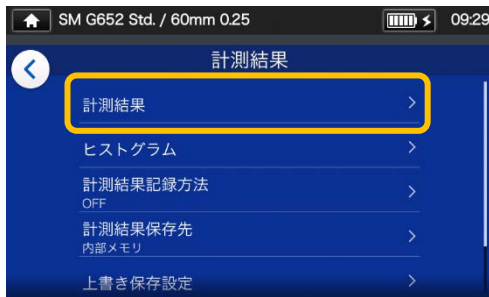 SM G652 Std. / 60mm 0.25 09:29
計測結果
計測結果
ヒストグラム
計測結果記録方法
OFF
計測結果保存先
内部メモリ
上書き保存設定